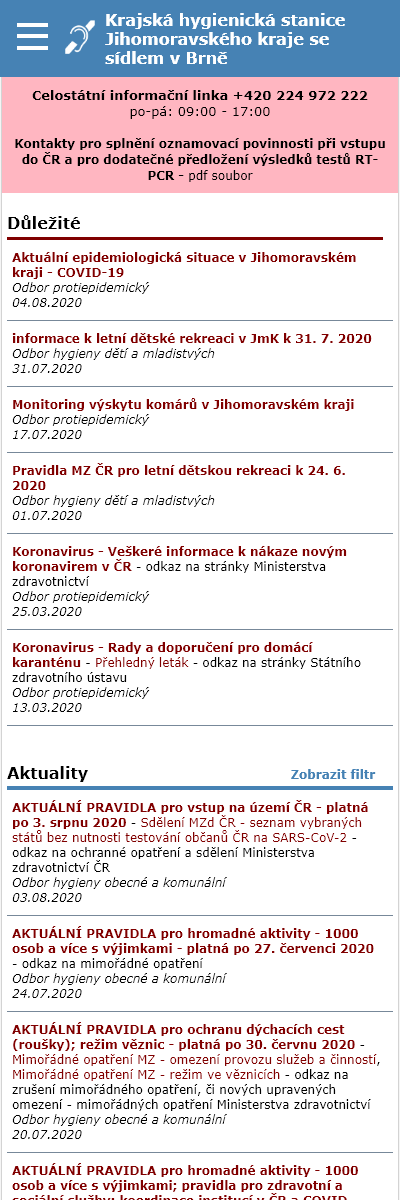 Krajská hygienická stanice
Jihomoravského kraje se
sídlem v Brně
Celostátní informační linka +420 224 972 222
po-pá: 09:00 - 17:00
Kontakty pro splnění oznamovací povinnosti při vstupu
do ČR a pro dodatečné předložení výsledků testů RT-
PCR - pdf soubor
Důležité
Aktuální epidemiologická situace v Jihomoravském
kraji - COVID-19
Odbor protiepidemický
04.08.2020
informace k letní dětské rekreaci v JmK k 31. 7. 2020
Odbor hygieny dětí a mladistvých
31.07.2020
Monitoring výskytu komárů v Jihomoravském kraji
Odbor protiepidemický
17.07.2020
Pravidla MZ ČR pro letní dětskou rekreaci k 24. 6.
2020
Odbor hygieny dětí a mladistvých
01.07.2020
Koronavirus - Veškeré informace k nákaze novým
koronavirem v ČR - odkaz na stránky Ministerstva
zdravotnictví
Odbor protiepidemický
25.03.2020
Koronavirus - Rady a doporučení pro domácí
karanténu - Přehledný leták - odkaz na stránky Státního
zdravotního ústavu
Odbor protiepidemický
13.03.2020
Aktuality Zobrazit filtr
AKTUÁLNÍ PRAVIDLA pro vstup na území ČR - platná
po 3. srpnu 2020 - Sdělení MZd ČR - seznam vybraných
států bez nutnosti testování občanů ČR na SARS-CoV-2 -
odkaz na ochranné opatření a sdělení Ministerstva
zdravotnictví ČR
Odbor hygieny obecné a komunální
03.08.2020
AKTUÁLNÍ PRAVIDLA pro hromadné aktivity - 1000
osob a více s výjimkami - platná po 27. červenci 2020
- odkaz na mimořádné opatření
Odbor hygieny obecné a komunální
24.07.2020
AKTUÁLNÍ PRAVIDLA pro ochranu dýchacích cest
(roušky); režim věznic - platná po 30. červnu 2020 -
Mimořádné opatření MZ - omezení provozu služeb a činností,
Mimořádné opatření MZ - režim ve věznicích - odkaz na
zrušení mimořádného opatření, či nových upravených
omezení - mimořádných opatření Ministerstva zdravotnictví
Odbor hygieny obecné a komunální
20.07.2020
AKTUÁLNÍ PRAVIDLA pro hromadné aktivity - 1000
osob a více s výjimkami; pravidla pro zdravotní a
sociální služby; koordinace institucí v ČR a COVID